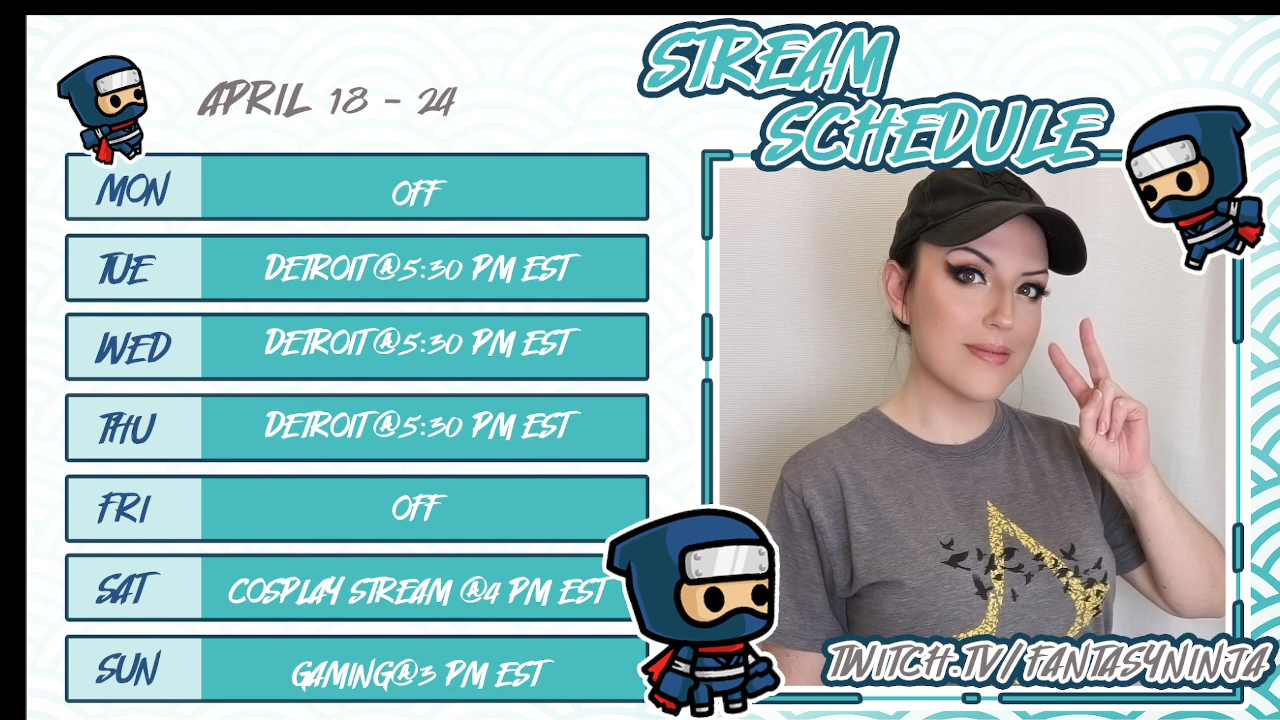 STREAM
SCHEDULE
APRIL 18 - 24
MON OFF
TUE DETROIT@5:30 PM EST
WED DETROIT@5:30 PM EST
THU DETROIT@5:30 PM EST
FRI OFF
SAT COSPLAY STREAM @4 PM EST
SUN GAMING@3 PM EST
TWITCH.TV/FANTASYNINJA